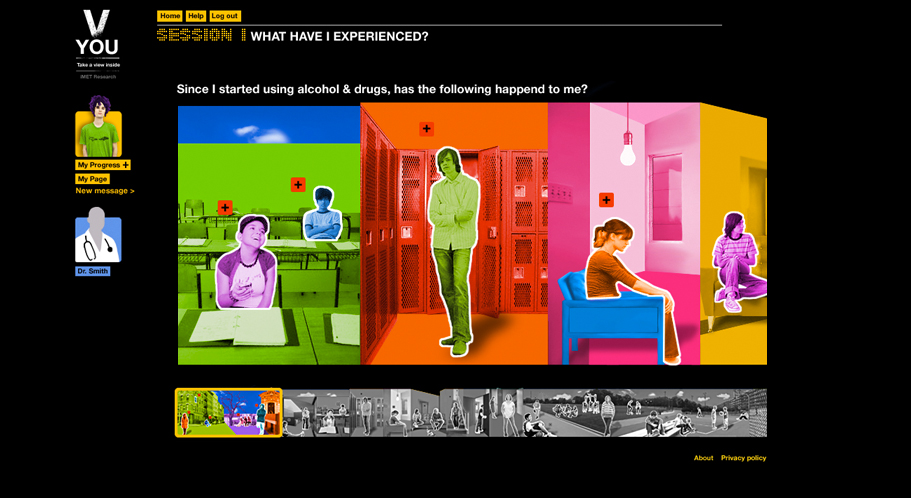 V
YOU
Take a view inside
iMET Research
Home Help Log out
SESSION 1 WHAT HAVE I EXPERIENCED?
Since I started using alcohol & drugs, has the following happend to me?
My Progress +
My Page
New message >
Dr. Smith
About Privacy policy